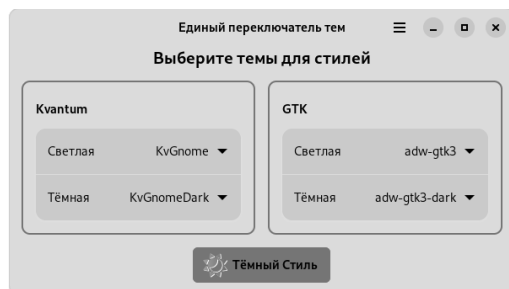 Единый переключатель тем
Выберите темы для стилей
Kvantum
Светлая KvGnome
Тёмная KvGnomeDark
GTK
Светлая adw-gtk3
Тёмная adw-gtk3-dark
Тёмный Стиль